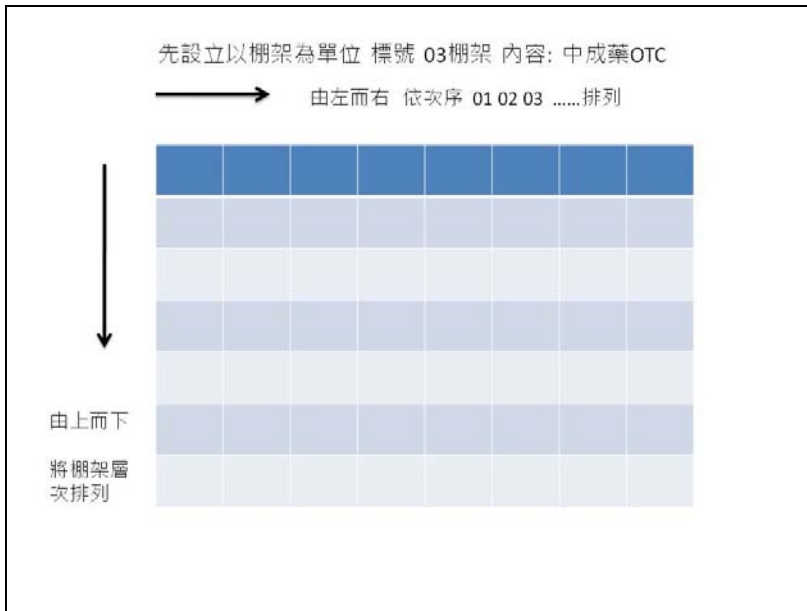 先設立以棚架為單位 標號 03棚架 內容: 中成藥OTC
由左而右 依次序 01 02 03 ......排列
由上而下
將棚架層
次排列